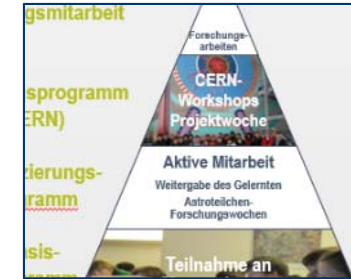 gsmitarbeit
sprogramm
ERN)
zierungs-
ramm
sis-
Forschungs-
arbeiten
CERN-
Workshops
Projektwoche
Aktive Mitarbeit
Weitergabe des Gelernten
Astroteilchen-
Forschungswochen
Teilnahme an